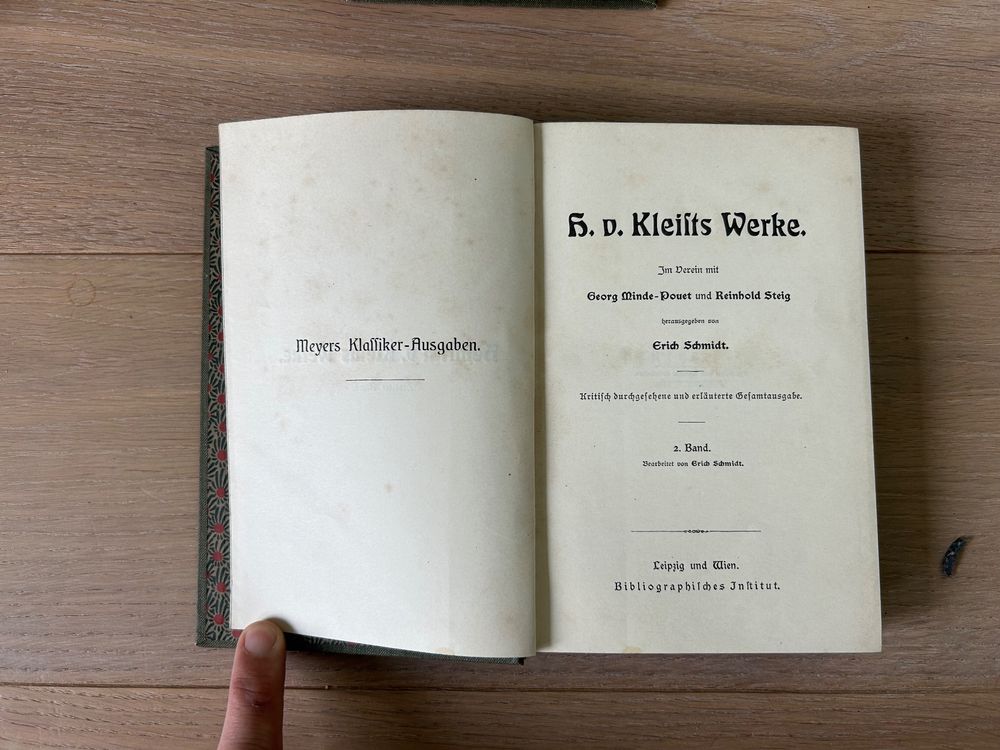 Meyers Klaſſiker-Ausgaben.
H. v. Kleiſts Werke.
Im Verein mit
Georg Minde-Pouet und Reinhold Steig
herausgegeben von
Erich Schmidt.
Kritiſch durchgeſehene und erläuterte Geſamtausgabe.
2. Band.
Bearbeitet von Erich Schmidt.
Leipzig und Wien.
Bibliographiſches Inſtitut.